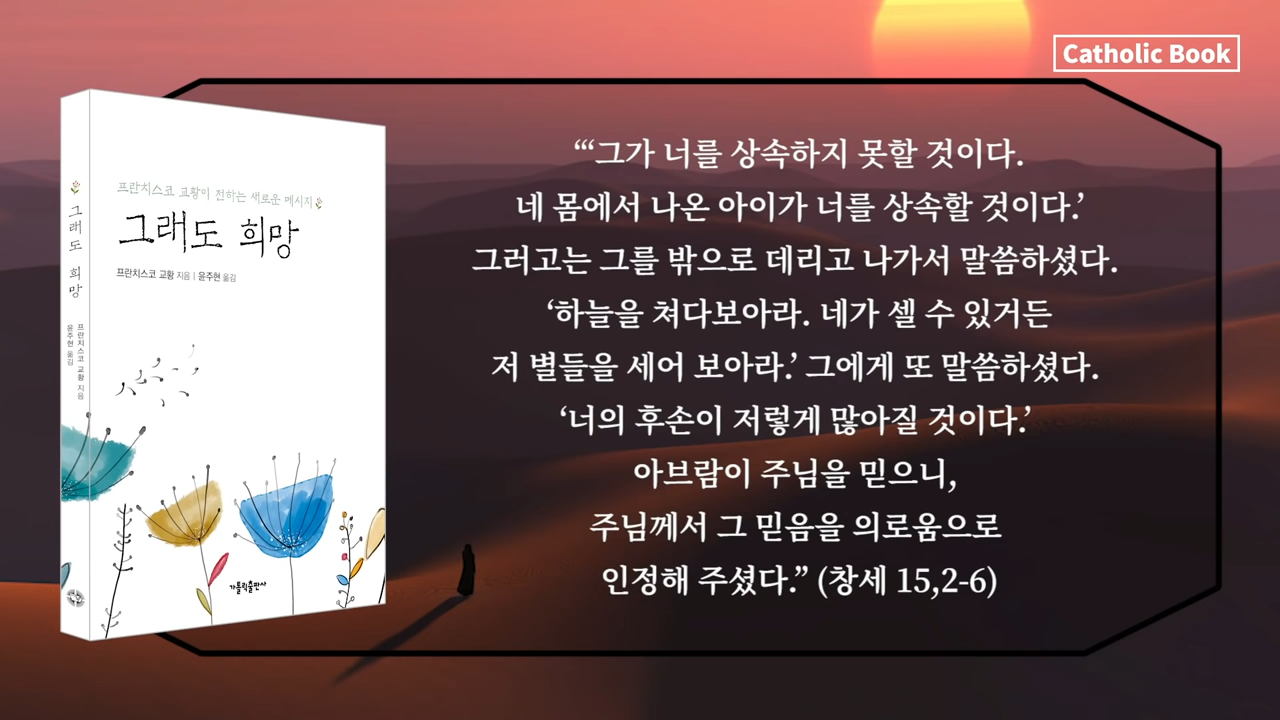 Catholic Book
프란치스코 교황이 전하는 새로운 메시지
그래도 희망
프란치스코 교황 지음 | 윤주현 옮김
가톨릭출판사
그래도 희망
프란치스코 교황 지음
윤주현 옮김
“‘그가 너를 상속하지 못할 것이다.
네 몸에서 나온 아이가 너를 상속할 것이다.’
그러고는 그를 밖으로 데리고 나가서 말씀하셨다.
‘하늘을 쳐다보아라. 네가 셀 수 있거든
저 별들을 세어 보아라.’ 그에게 또 말씀하셨다.
‘너의 후손이 저렇게 많아질 것이다.’
아브람이 주님을 믿으니,
주님께서 그 믿음을 의로움으로
인정해 주셨다.” (창세 15,2-6)